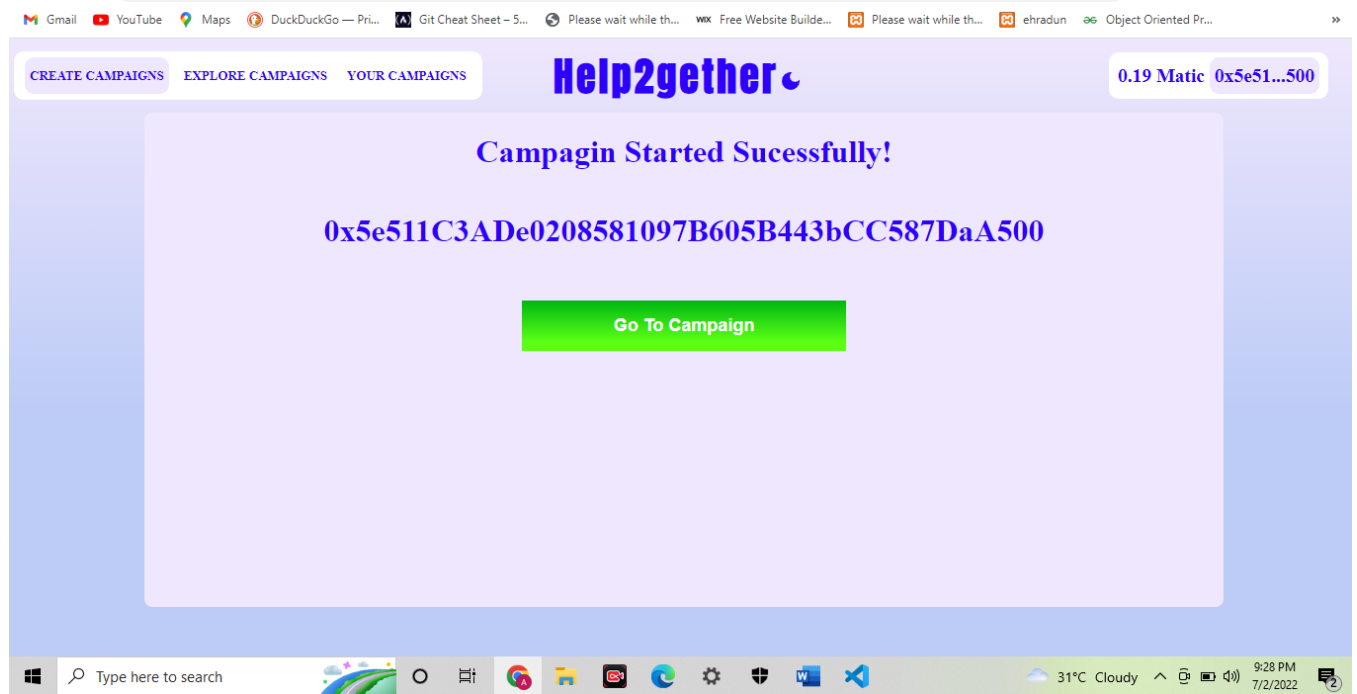 Gmail YouTube Maps DuckDuckGo — Pri... Git Cheat Sheet – 5... Please wait while th... WIX Free Website Builde... Please wait while th... ehradun Object Oriented Pr... »
CREATE CAMPAIGNS EXPLORE CAMPAIGNS YOUR CAMPAIGNS Help2gether 0.19 Matic 0x5e51...500
Campagin Started Sucessfully!
0x5e511C3ADe0208581097B605B443bCC587DaA500
Go To Campaign
Type here to search 31°C Cloudy 9:28 PM
7/2/2022 2